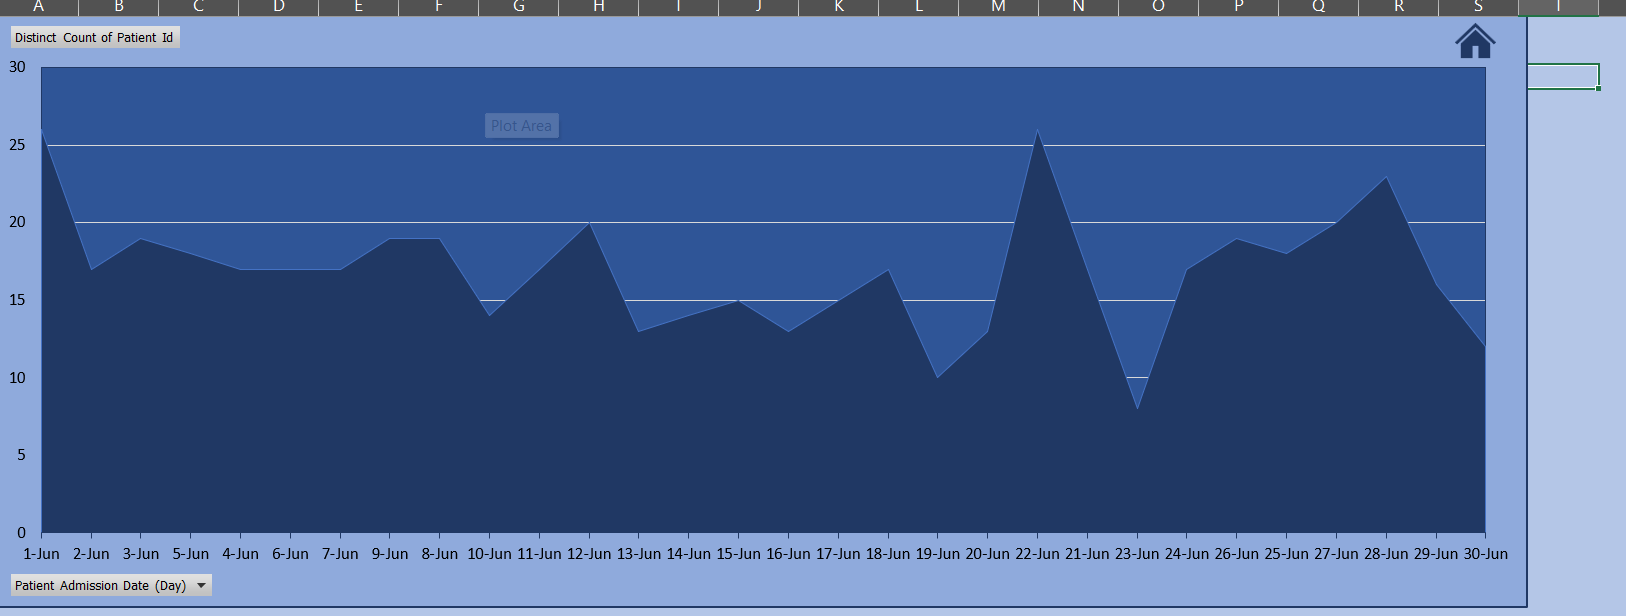 A B C D E F G H I J K L M N O P Q R S T
Distinct Count of Patient Id
30
Plot Area
25
20
15
10
5
0
1-Jun 2-Jun 3-Jun 5-Jun 4-Jun 6-Jun 7-Jun 9-Jun 8-Jun 10-Jun 11-Jun 12-Jun 13-Jun 14-Jun 15-Jun 16-Jun 17-Jun 18-Jun 19-Jun 20-Jun 22-Jun 21-Jun 23-Jun 24-Jun 26-Jun 25-Jun 27-Jun 28-Jun 29-Jun 30-Jun
Patient Admission Date (Day)